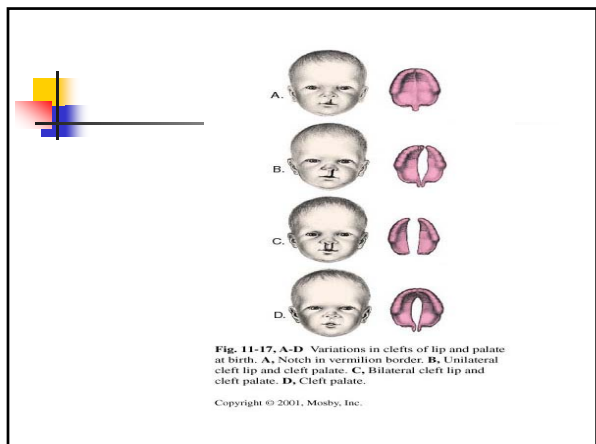 A.
B.
C.
D.
Fig. 11-17, A-D Variations in clefts of lip and palate
at birth. A, Notch in vermilion border. B, Unilateral
cleft lip and cleft palate. C, Bilateral cleft lip and
cleft palate. D, Cleft palate.
Copyright © 2001, Mosby, Inc.